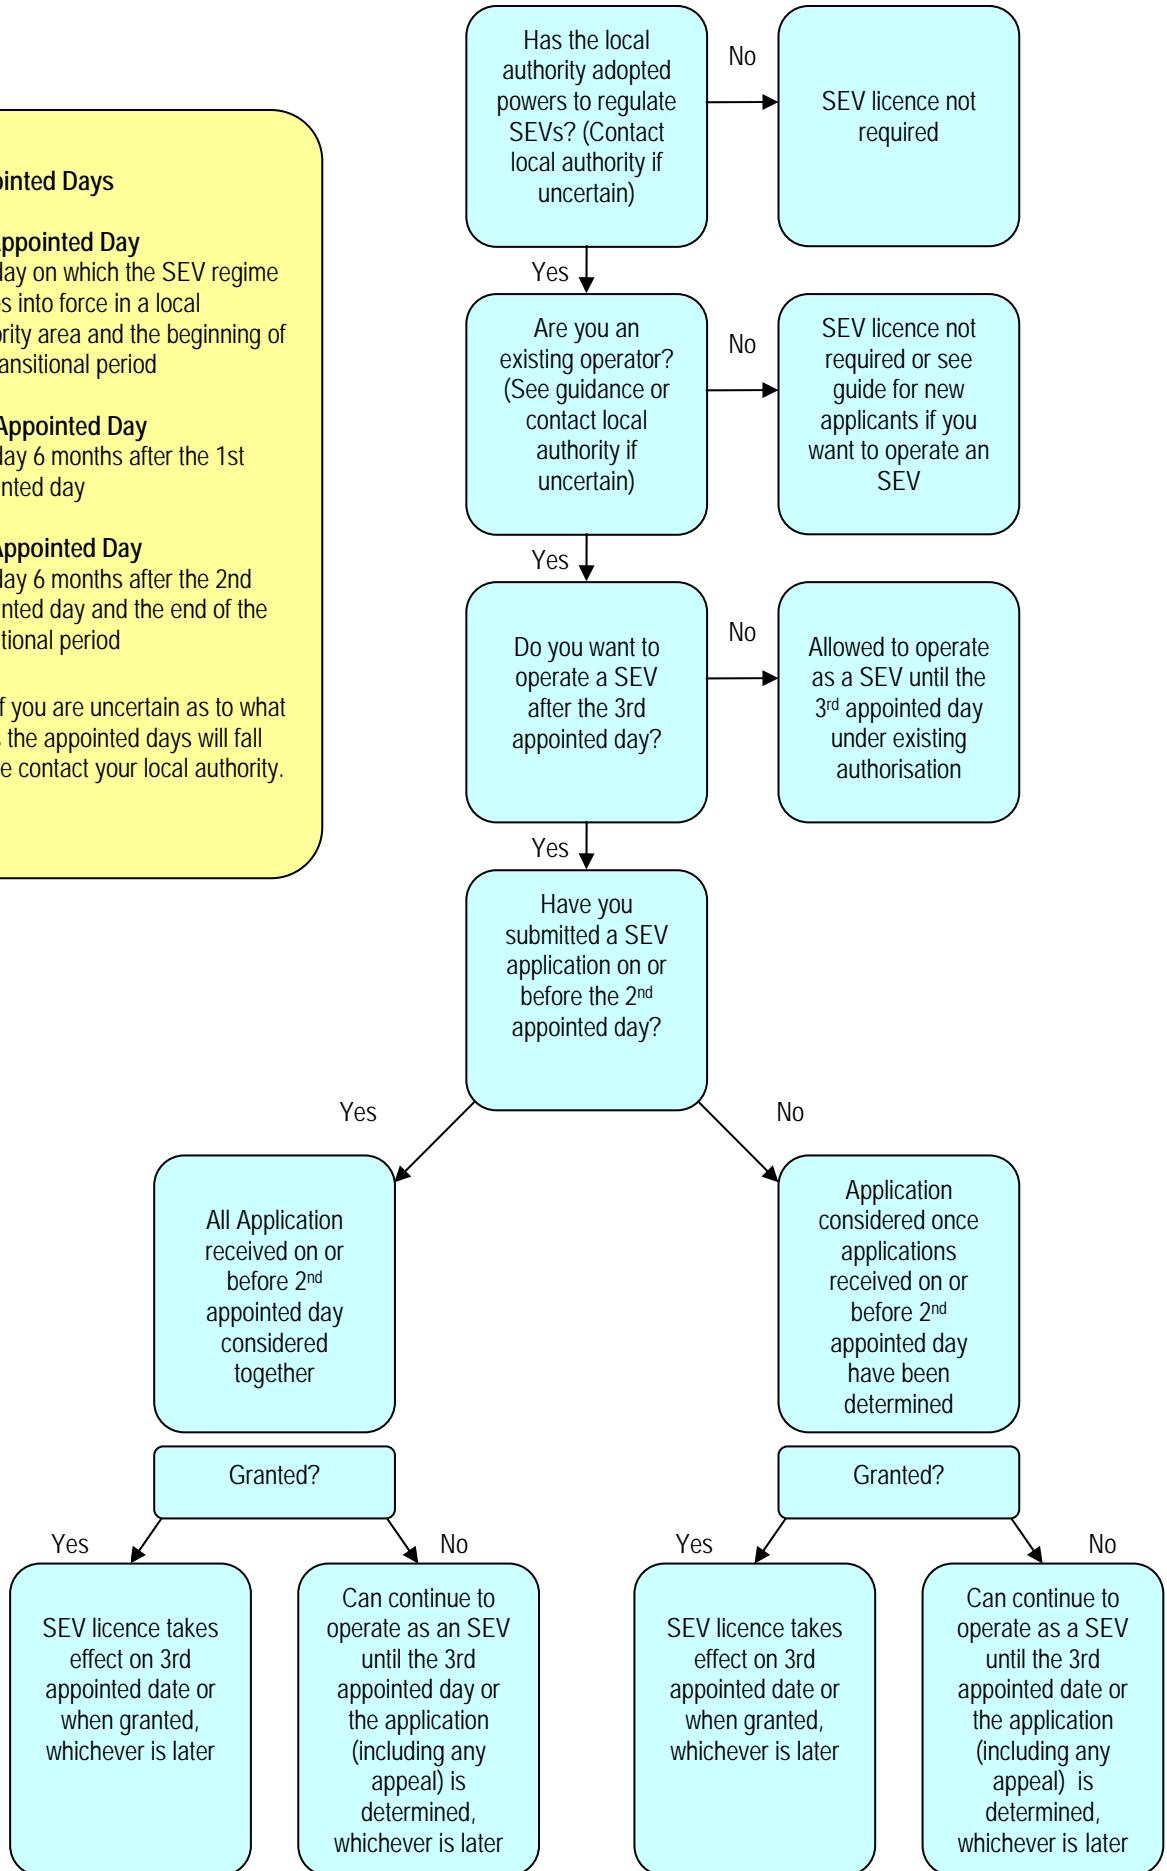 ointed Days
Appointed Day
day on which the SEV regime
es into force in a local
ority area and the beginning of
ransitional period
Appointed Day
day 6 months after the 1st
inted day
Appointed Day
day 6 months after the 2nd
inted day and the end of the
itional period
if you are uncertain as to what
s the appointed days will fall
e contact your local authority.
Has the local
authority adopted
powers to regulate
SEVs? (Contact
local authority if
uncertain)
No
SEV licence not
required
Yes
Are you an
existing operator?
(See guidance or
contact local
authority if
uncertain)
No
SEV licence not
required or see
guide for new
applicants if you
want to operate an
SEV
Yes
Do you want to
operate a SEV
after the 3rd
appointed day?
No
Allowed to operate
as a SEV until the
3rd appointed day
under existing
authorisation
Yes
Have you
submitted a SEV
application on or
before the 2nd
appointed day?
Yes
No
All Application
received on or
before 2nd
appointed day
considered
together
Application
considered once
applications
received on or
before 2nd
appointed day
have been
determined
Granted?
Granted?
Yes
No
Yes
No
SEV licence takes
effect on 3rd
appointed date or
when granted,
whichever is later
Can continue to
operate as an SEV
until the 3rd
appointed day or
the application
(including any
appeal) is
determined,
whichever is later
SEV licence takes
effect on 3rd
appointed date or
when granted,
whichever is later
Can continue to
operate as a SEV
until the 3rd
appointed date or
the application
(including any
appeal)  is
determined,
whichever is later